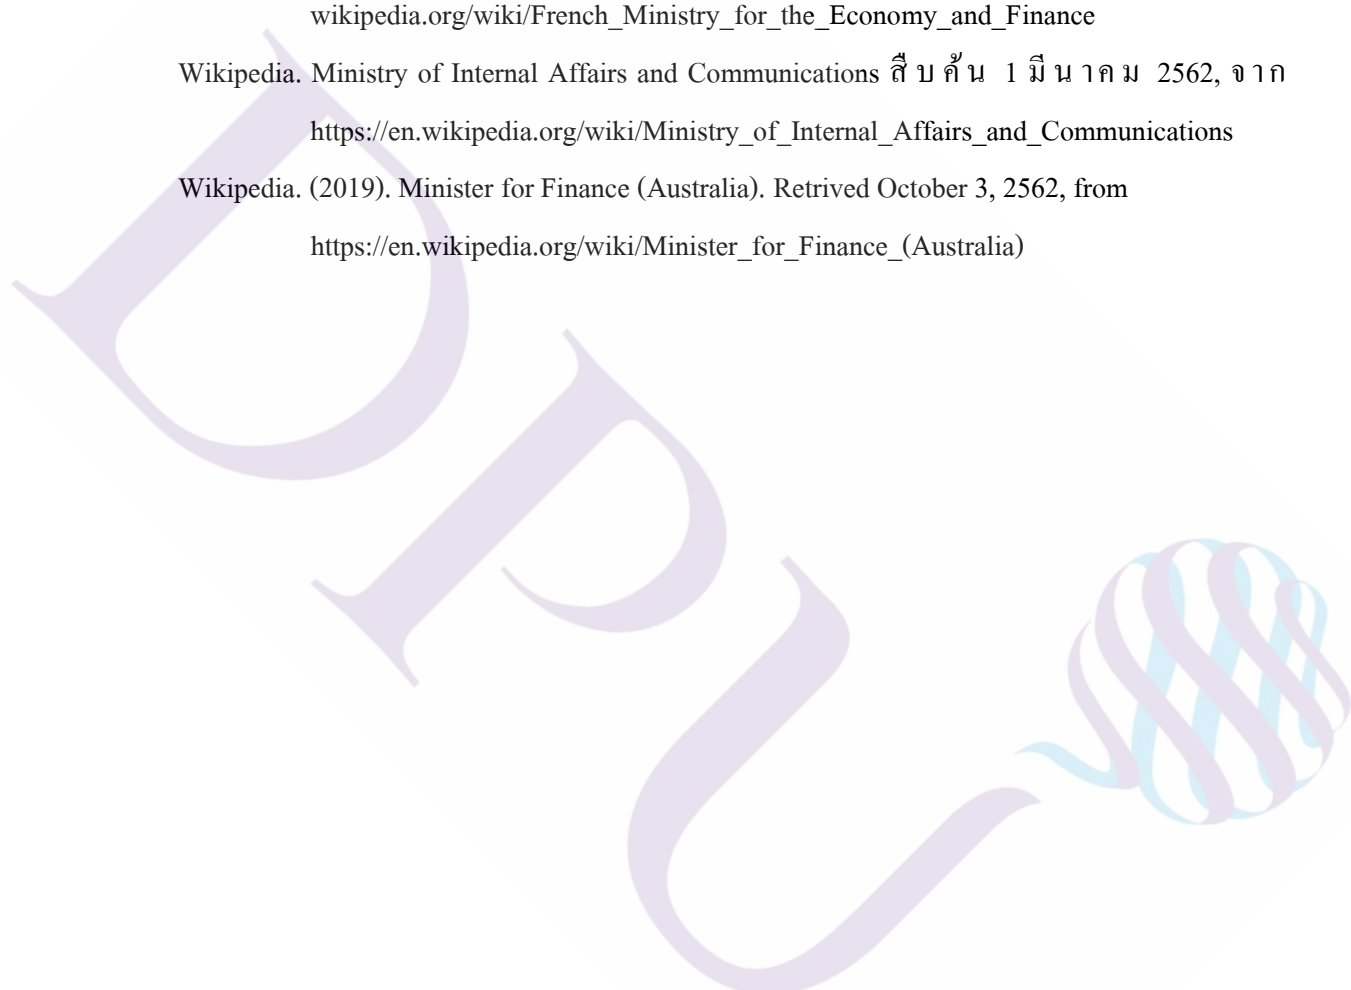 wikipedia.org/wiki/French_Ministry_for_the_Economy_and_Finance
Wikipedia. Ministry of Internal Affairs and Communications สืบค้น 1 มีนาคม 2562, จาก
https://en.wikipedia.org/wiki/Ministry_of_Internal_Affairs_and_Communications
Wikipedia. (2019). Minister for Finance (Australia). Retrived October 3, 2562, from
https://en.wikipedia.org/wiki/Minister_for_Finance_(Australia)
DPU